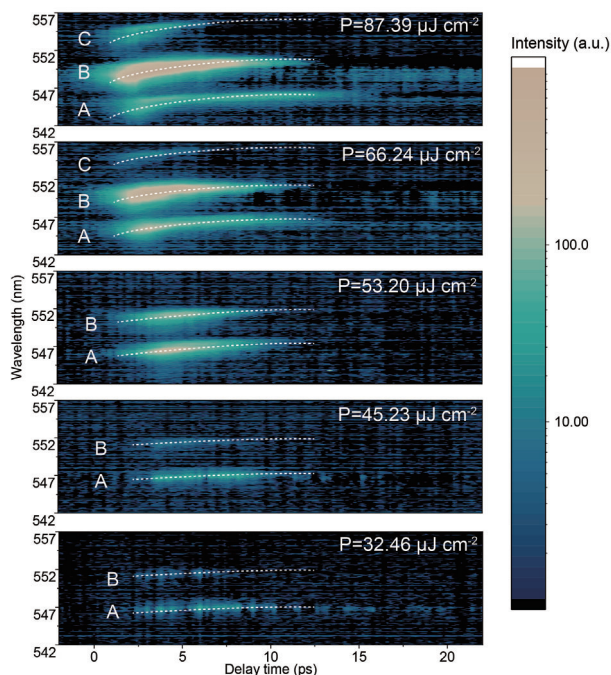 557
552
547
542
C
B
A
P=87.39 μJ cm-2
557
552
547
542
C
B
A
P=66.24 μJ cm-2
557
552
547
542
B
A
P=53.20 μJ cm-2
557
552
547
542
B
A
P=45.23 μJ cm-2
557
552
547
542
B
A
P=32.46 μJ cm-2
Wavelength (nm)
0 5 10 15 20
Delay time (ps)
Intensity (a.u.)
100.0
10.00